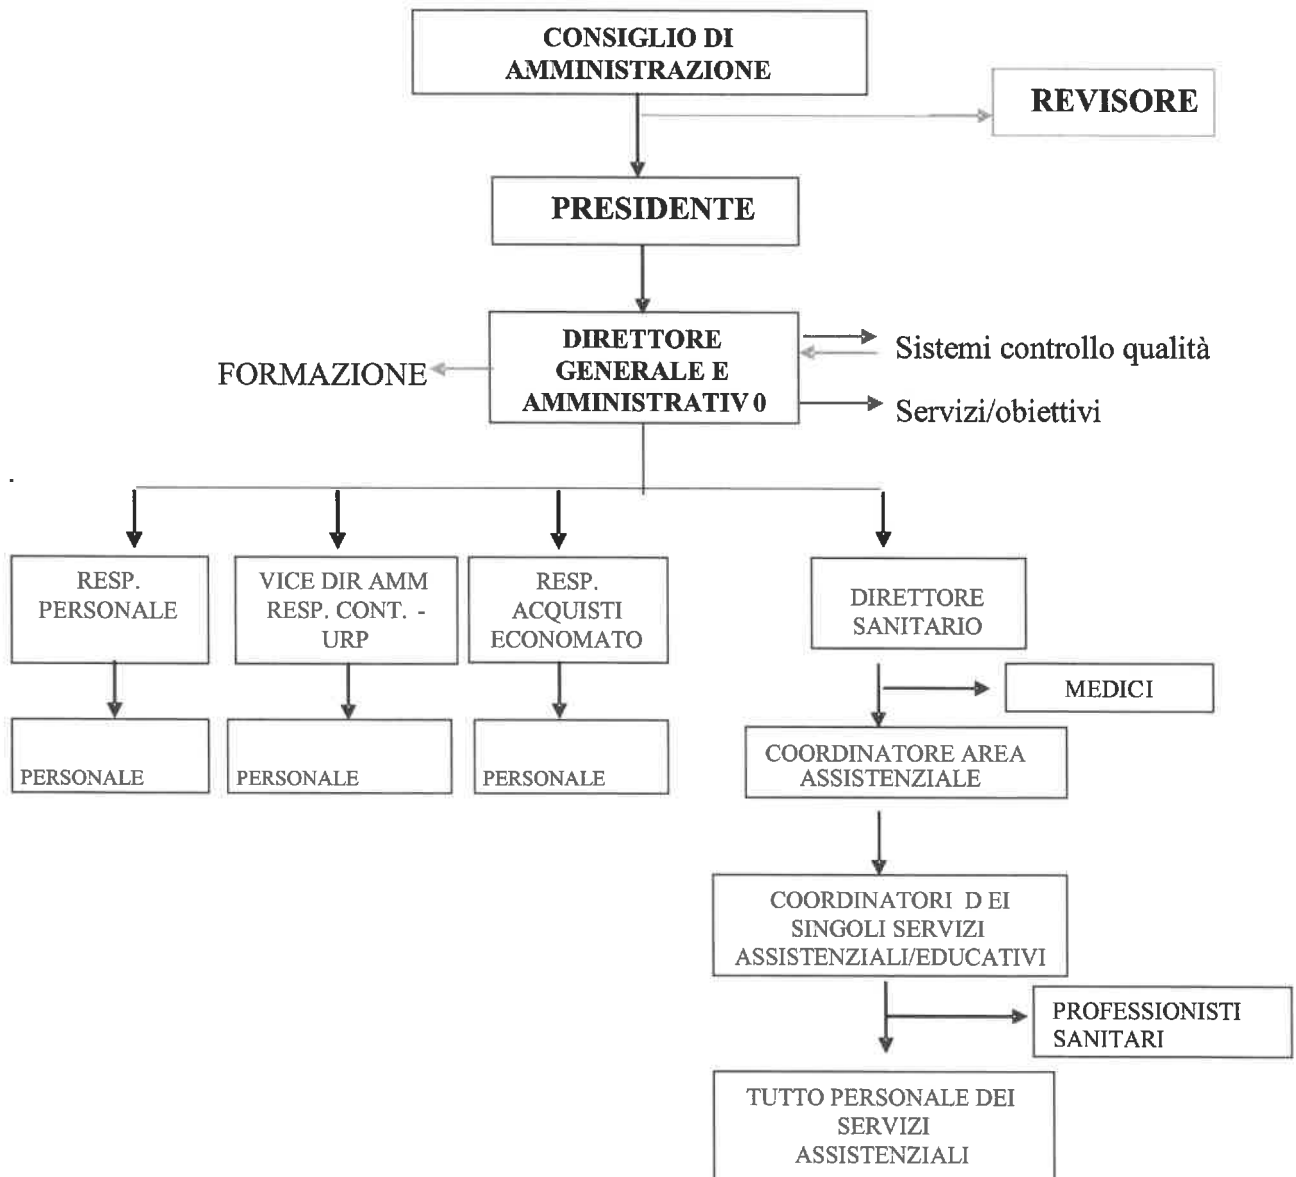 CONSIGLIO DI
AMMINISTRAZIONE
REVISORE
PRESIDENTE
DIRETTORE
GENERALE E
AMMINISTRATIV 0
FORMAZIONE
Sistemi controllo qualità
Servizi/obiettivi
RESP.
PERSONALE
VICE DIR AMM
RESP. CONT. -
URP
RESP.
ACQUISTI
ECONOMATO
DIRETTORE
SANITARIO
MEDICI
PERSONALE
PERSONALE
PERSONALE
COORDINATORE AREA
ASSISTENZIALE
COORDINATORI D EI
SINGOLI SERVIZI
ASSISTENZIALI/EDUCATIVI
PROFESSIONISTI
SANITARI
TUTTO PERSONALE DEI
SERVIZI
ASSISTENZIALI